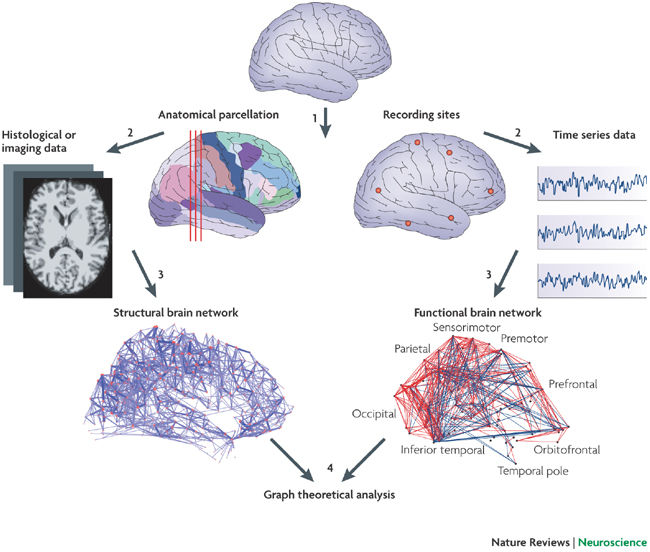 1
Anatomical parcellation
Recording sites
Histological or
imaging data
2
2
Time series data
3
3
Structural brain network
Functional brain network
Sensorimotor
Premotor
Parietal
Prefrontal
Occipital
Orbitofrontal
Inferior temporal
Temporal pole
4
Graph theoretical analysis
Nature Reviews | Neuroscience